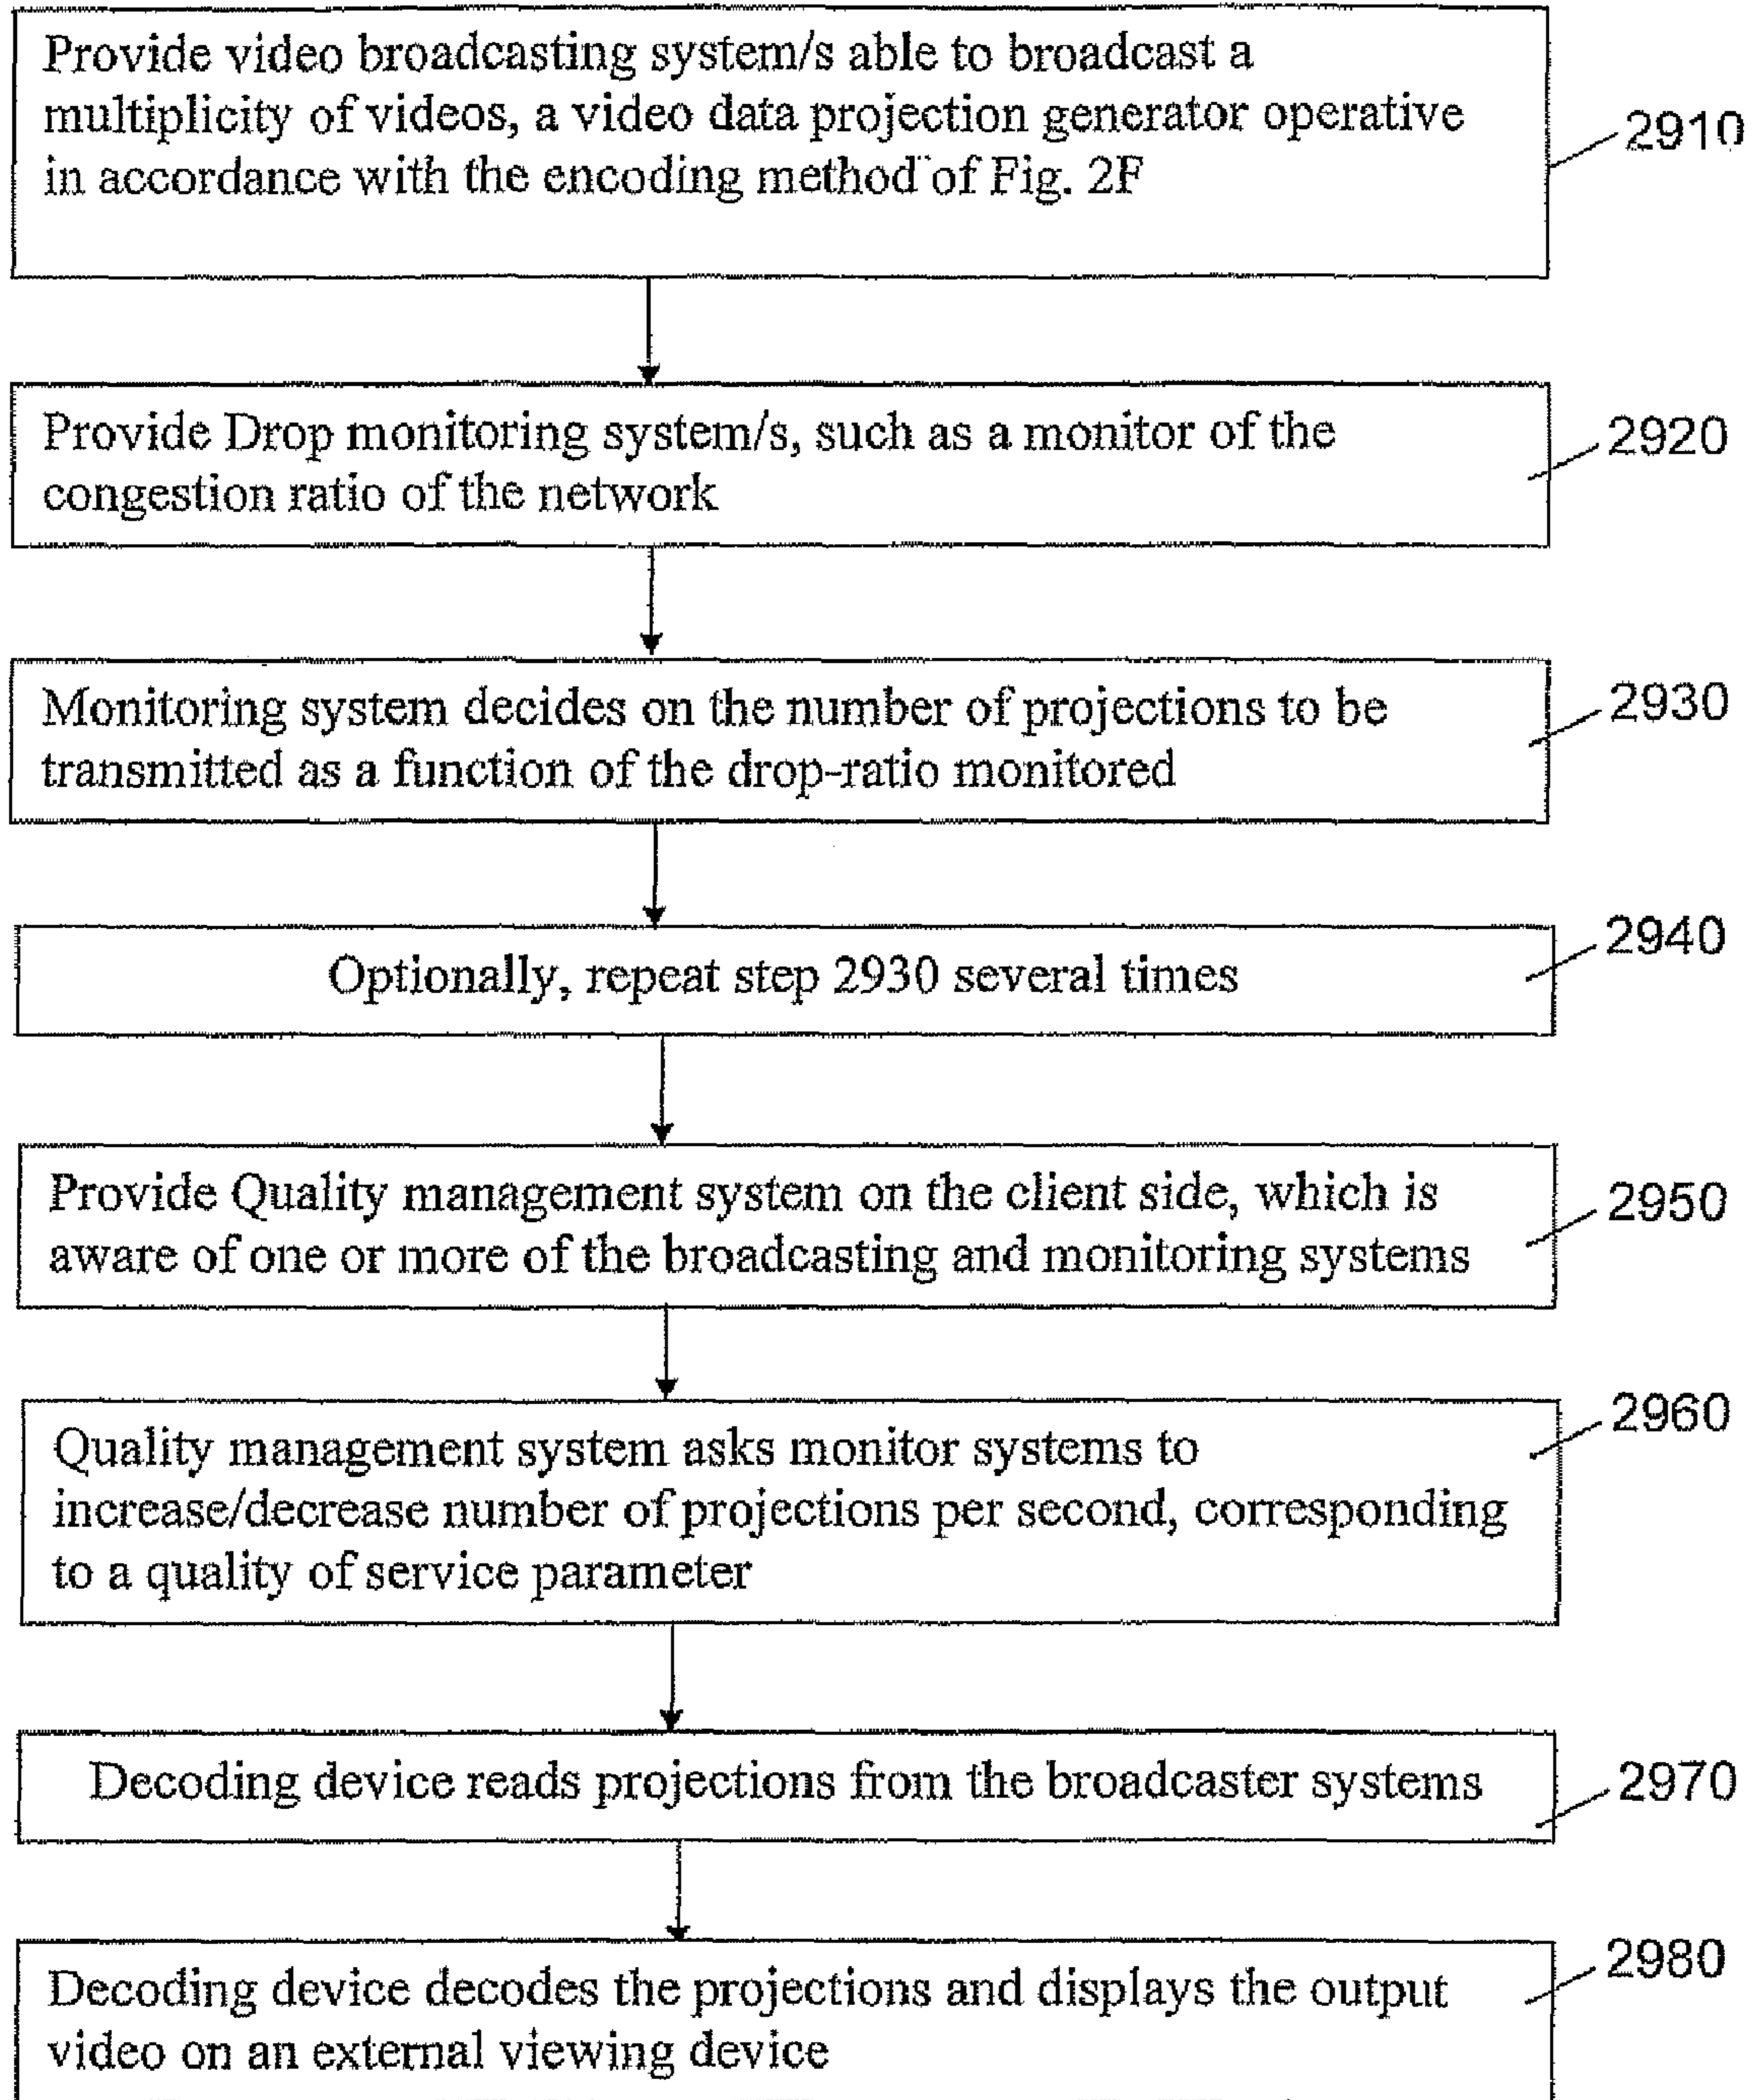 Provide video broadcasting system/s able to broadcast a
multiplicity of videos, a video data projection generator operative
in accordance with the encoding method of Fig. 2F
2910
Provide Drop monitoring system/s, such as a monitor of the
congestion ratio of the network
2920
Monitoring system decides on the number of projections to be
transmitted as a function of the drop-ratio monitored
2930
Optionally, repeat step 2930 several times
2940
Provide Quality management system on the client side, which is
aware of one or more of the broadcasting and monitoring systems
2950
Quality management system asks monitor systems to
increase/decrease number of projections per second, corresponding
to a quality of service parameter
2960
Decoding device reads projections from the broadcaster systems
2970
Decoding device decodes the projections and displays the output
video on an external viewing device
2980